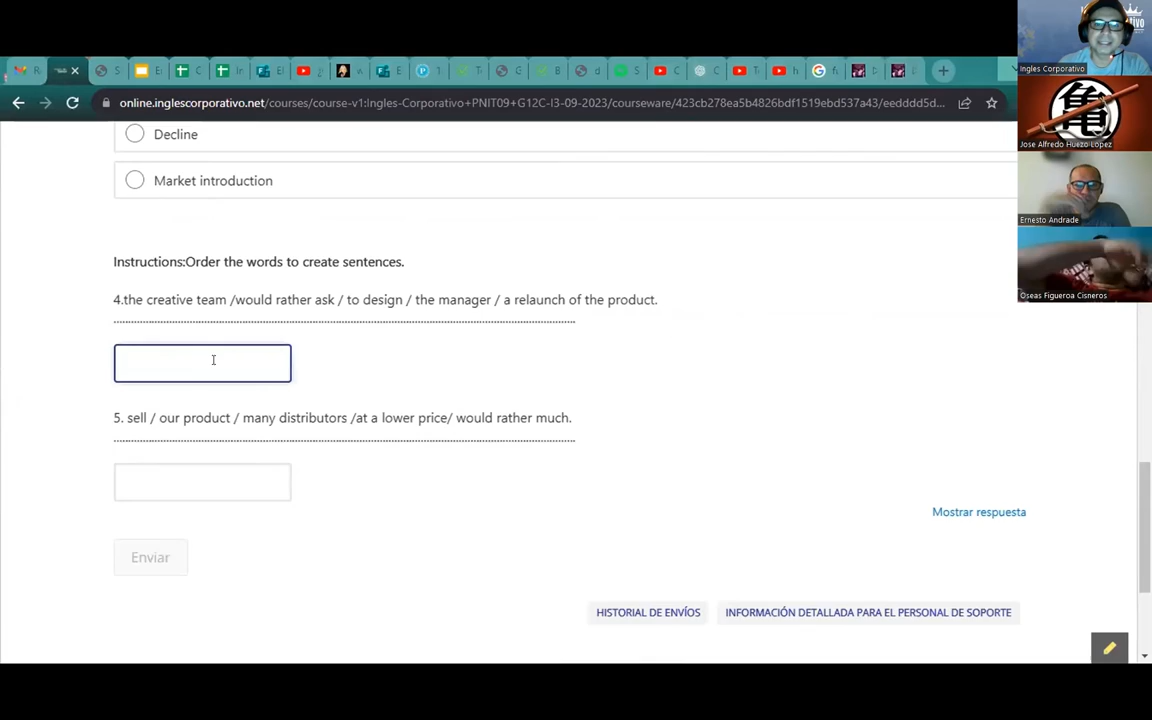 online.inglescorporativo.net/courses/course-v1:Ingles-Corporativo+PNIT09+G12C-I3-09-2023/courseware/423cb278ea5b4826bdf1519ebd537a43/eedddd5d...
Ingles Corporativo
Jose Alfredo Huezo Lopez
Ernesto Andrade
Oseas Figueroa Cisneros
Decline
Market introduction
Instructions:Order the words to create sentences.
4.the creative team /would rather ask / to design / the manager / a relaunch of the product.
5. sell / our product / many distributors /at a lower price/ would rather much.
Mostrar respuesta
Enviar
HISTORIAL DE ENVÍOS
INFORMACIÓN DETALLADA PARA EL PERSONAL DE SOPORTE